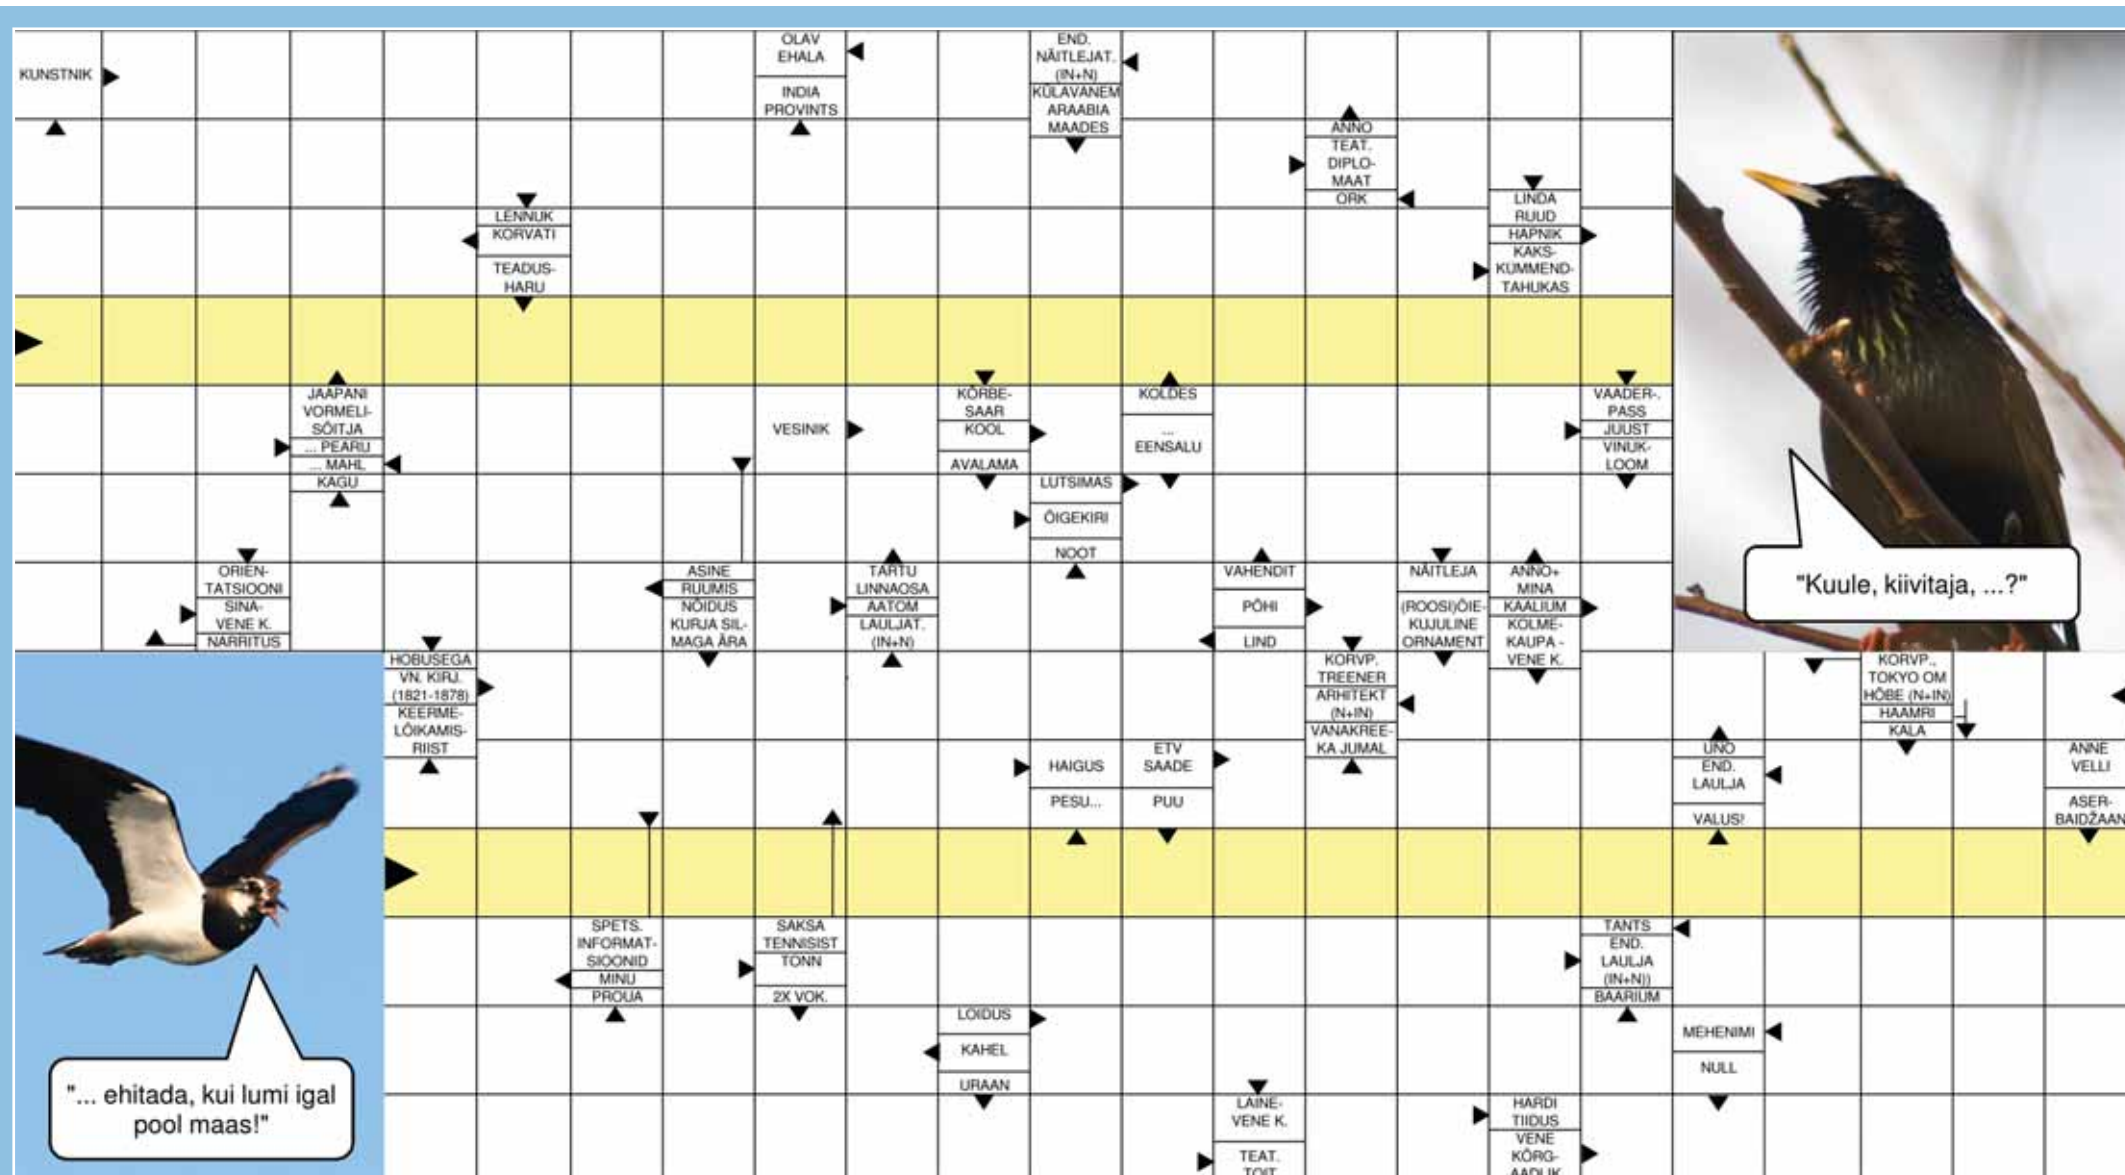 KUNSTNIK
OLAV
EHALA
INDIA
PROVINTS
END.
NÄITLEJAT.
(IN+N)
KÜLAVANEM
ARAABIA
MAADES
ANNO
TEAT.
DIPLO-
MAAT
ORK
LENNUK
KORVATI
TEADUS-
HARU
LINDA
RUUD
HAPNIK
KAKS-
KÜMMEND-
TAHUKAS
JAAPANI
VORMELI-
SÕITJA
... PEARU
... MAHL
KAGU
VESINIK
KÕRBE-
SAAR
KOOL
AVALAMA
KOLDES
...
EENSALU
VAADER-.
PASS
JUUST
VINUK-
LOOM
LUTSIMAS
ÕIGEKIRI
NOOT
"Kuule, kiivitaja, ...?"
ORIEN-
TATSIOONI
SINA-
VENE K.
NARRITUS
ASINE
RUUMIS
NÕIDUS
KURJA SIL-
MAGA ÄRA
TARTU
LINNAOSA
AATOM
LAULJAT.
(IN+N)
VAHENDIT
PÕHI
LIND
NÄITLEJA
(ROOSI)ÕIE-
KUJULINE
ORNAMENT
ANNO+
MINA
KAALIUM
KOLME-
KAUPA -
VENE K.
HOBUSEGA
VN. KIRJ.
(1821-1878)
KEERME-
LÕIKAMIS-
RIIST
KORVP.
TREENER
ARHITEKT
(N+IN)
VANAKREE-
KA JUMAL
KORVP.,
TOKYO OM
HÕBE (N+IN)
HAAMRI
KALA
HAIGUS
PESU...
ETV
SAADE
PUU
UNO
END.
LAULJA
VALUS!
ANNE
VELLI
ASER-
BAIDŽAAN
SPETS.
INFORMAT-
SIOONID
MINU
PROUA
SAKSA
TENNISIST
TONN
2X VOK.
TANTS
END.
LAULJA
(IN+N))
BAARIUM
LOIDUS
KAHEL
URAAN
MEHENIMI
NULL
"... ehitada, kui lumi igal
pool maas!"
LAINE-
VENE K.
TEAT.
TOIT
HARDI
TIIDUS
VENE
KÕRG-
AADLIK